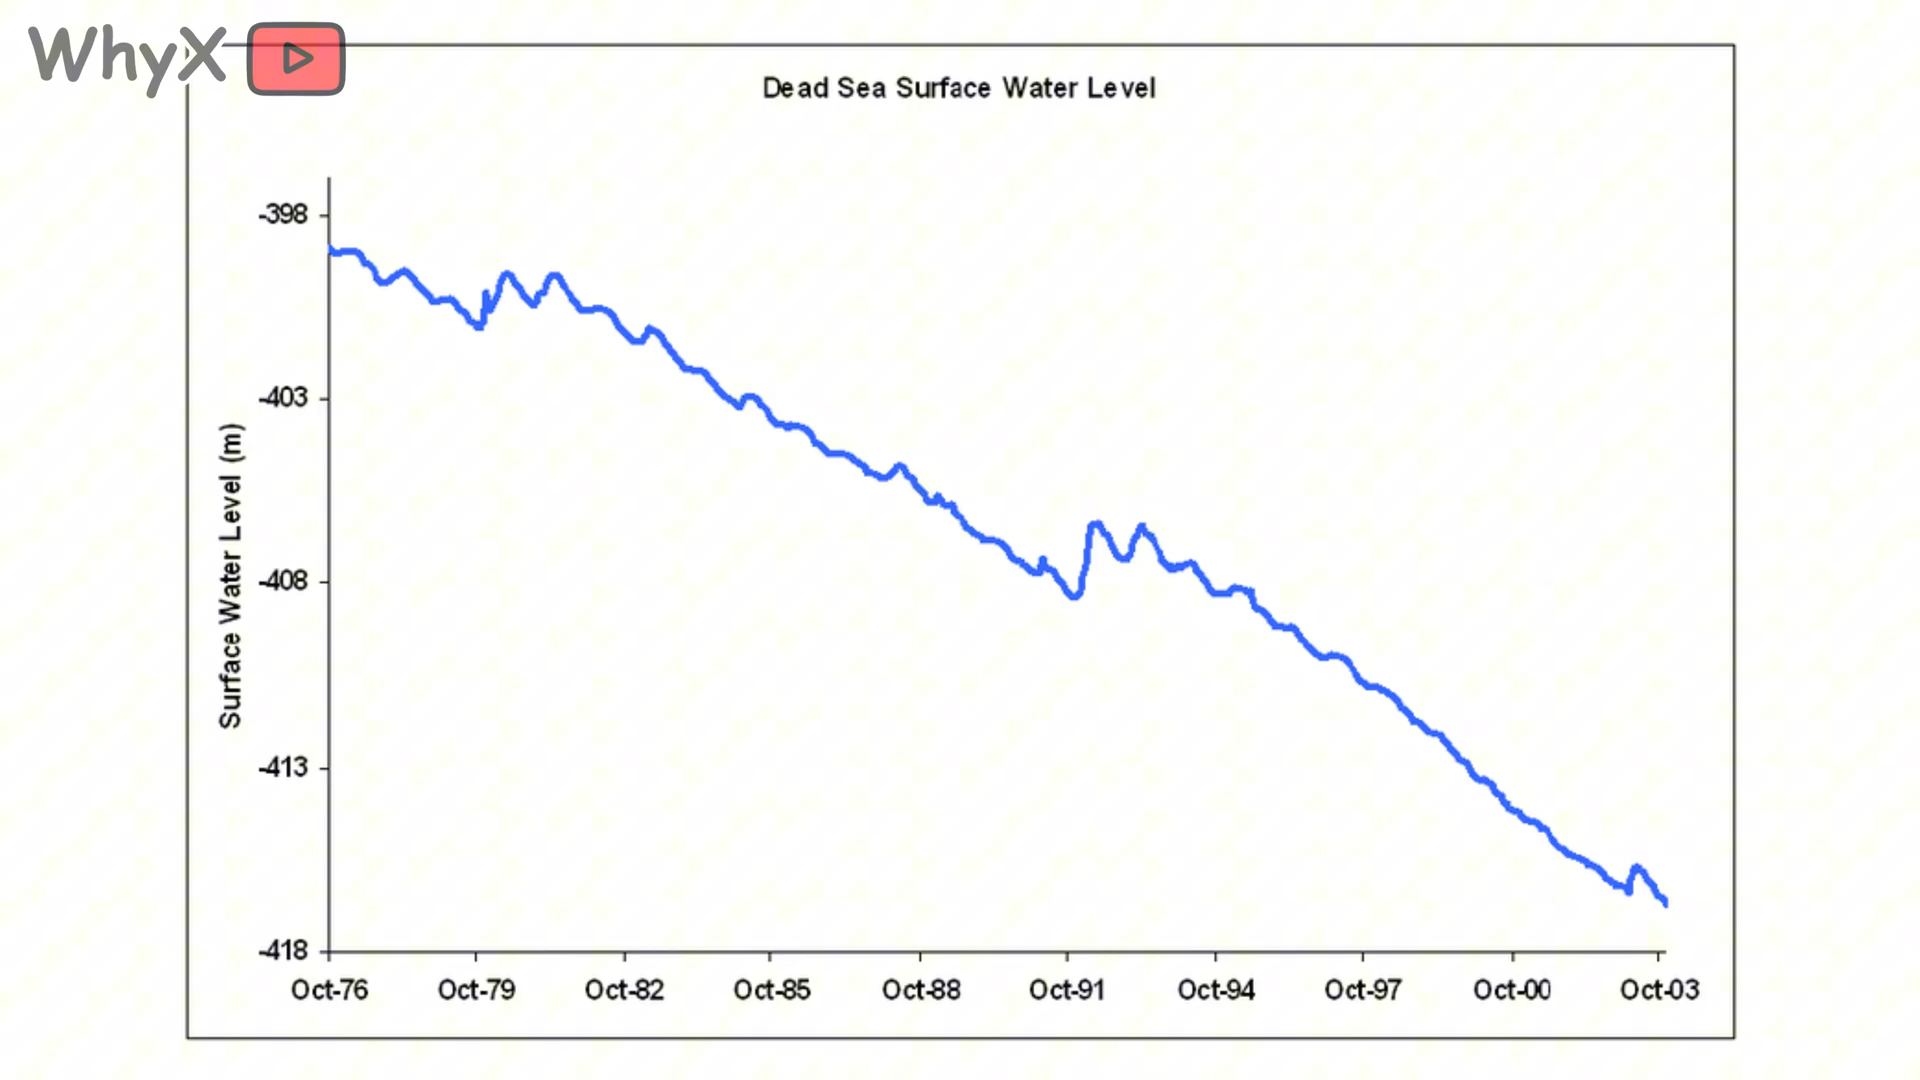 WhyX
Dead Sea Surface Water Level
Surface Water Level (m)
-398
-403
-408
-413
-418
Oct-76 Oct-79 Oct-82 Oct-85 Oct-88 Oct-91 Oct-94 Oct-97 Oct-00 Oct-03